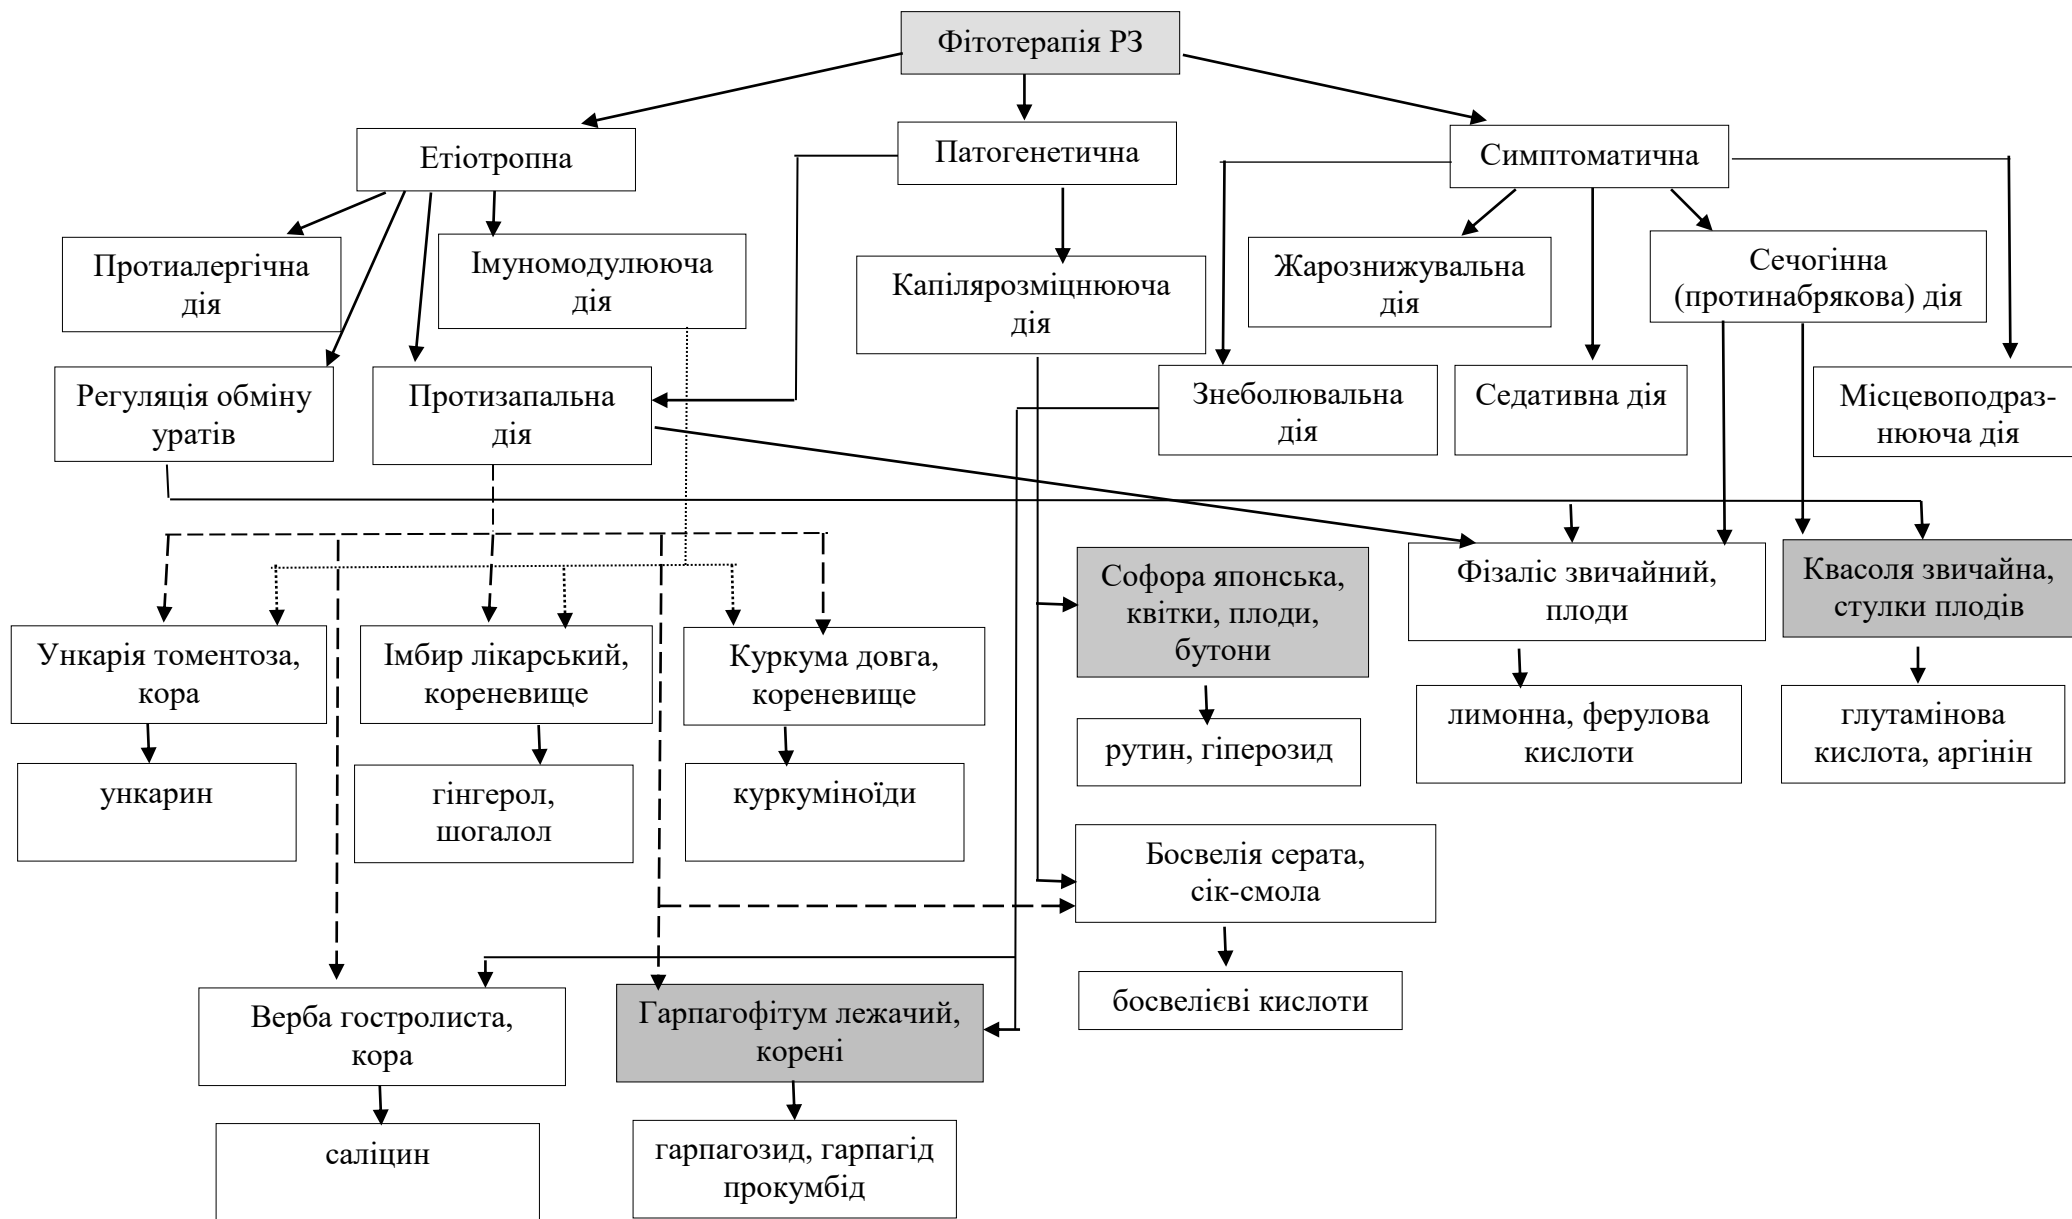 Фітотерапія РЗ
Етіотропна
Патогенетична
Симптоматична
Протиалергічна
дія
Імуномодулююча
дія
Капілярозміцнююча
дія
Жарознижувальна
дія
Сечогінна
(протинабрякова) дія
Регуляція обміну
уратів
Протизапальна
дія
Знеболювальна
дія
Седативна дія
Місцевоподраз-
нююча дія
Софора японська,
квітки, плоди,
бутони
Фізаліс звичайний,
плоди
Квасоля звичайна,
стулки плодів
Ункарія томентоза,
кора
Імбир лікарський,
кореневище
Куркума довга,
кореневище
рутин, гіперозид
лимонна, ферулова
кислоти
глутамінова
кислота, аргінін
ункарин
гінгерол,
шогалол
куркуміноїди
Босвелія серата,
сік-смола
босвелієві кислоти
Верба гостролиста,
кора
Гарпагофітум лежачий,
корені
саліцин
гарпагозид, гарпагід
прокумбід